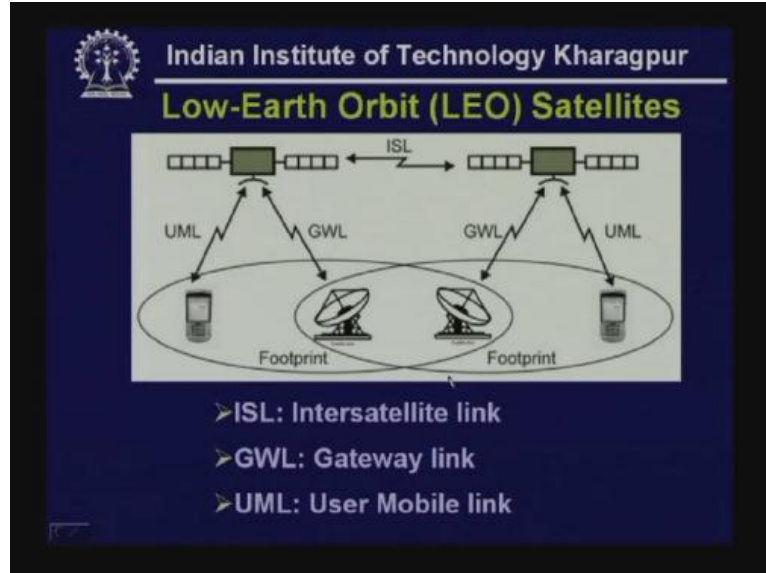 Indian Institute of Technology Kharagpur
Low-Earth Orbit (LEO) Satellites
ISL
UML GWL GWL UML
Footprint Footprint
➢ISL: Intersatellite link
➢GWL: Gateway link
➢UML: User Mobile link